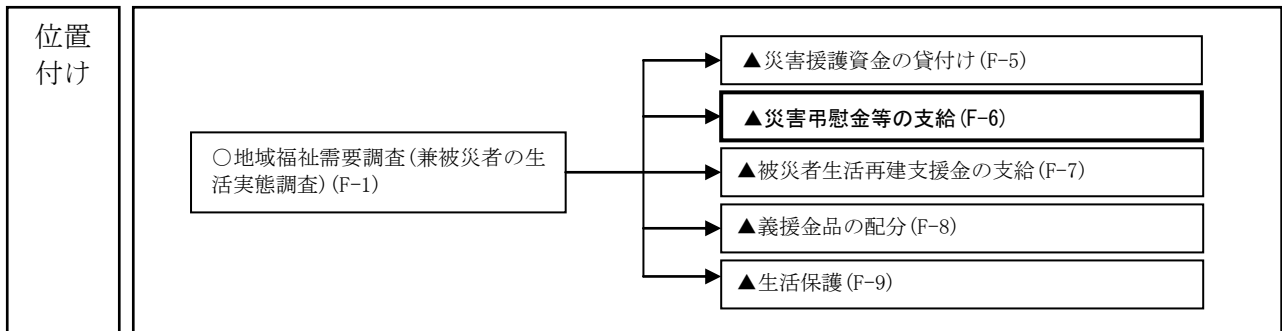 位置
付け
▲災害援護資金の貸付け(F-5)
▲災害弔慰金等の支給(F-6)
○地域福祉需要調査(兼被災者の生
活実態調査)(F-1)
▲被災者生活再建支援金の支給(F-7)
▲義援金品の配分(F-8)
▲生活保護(F-9)